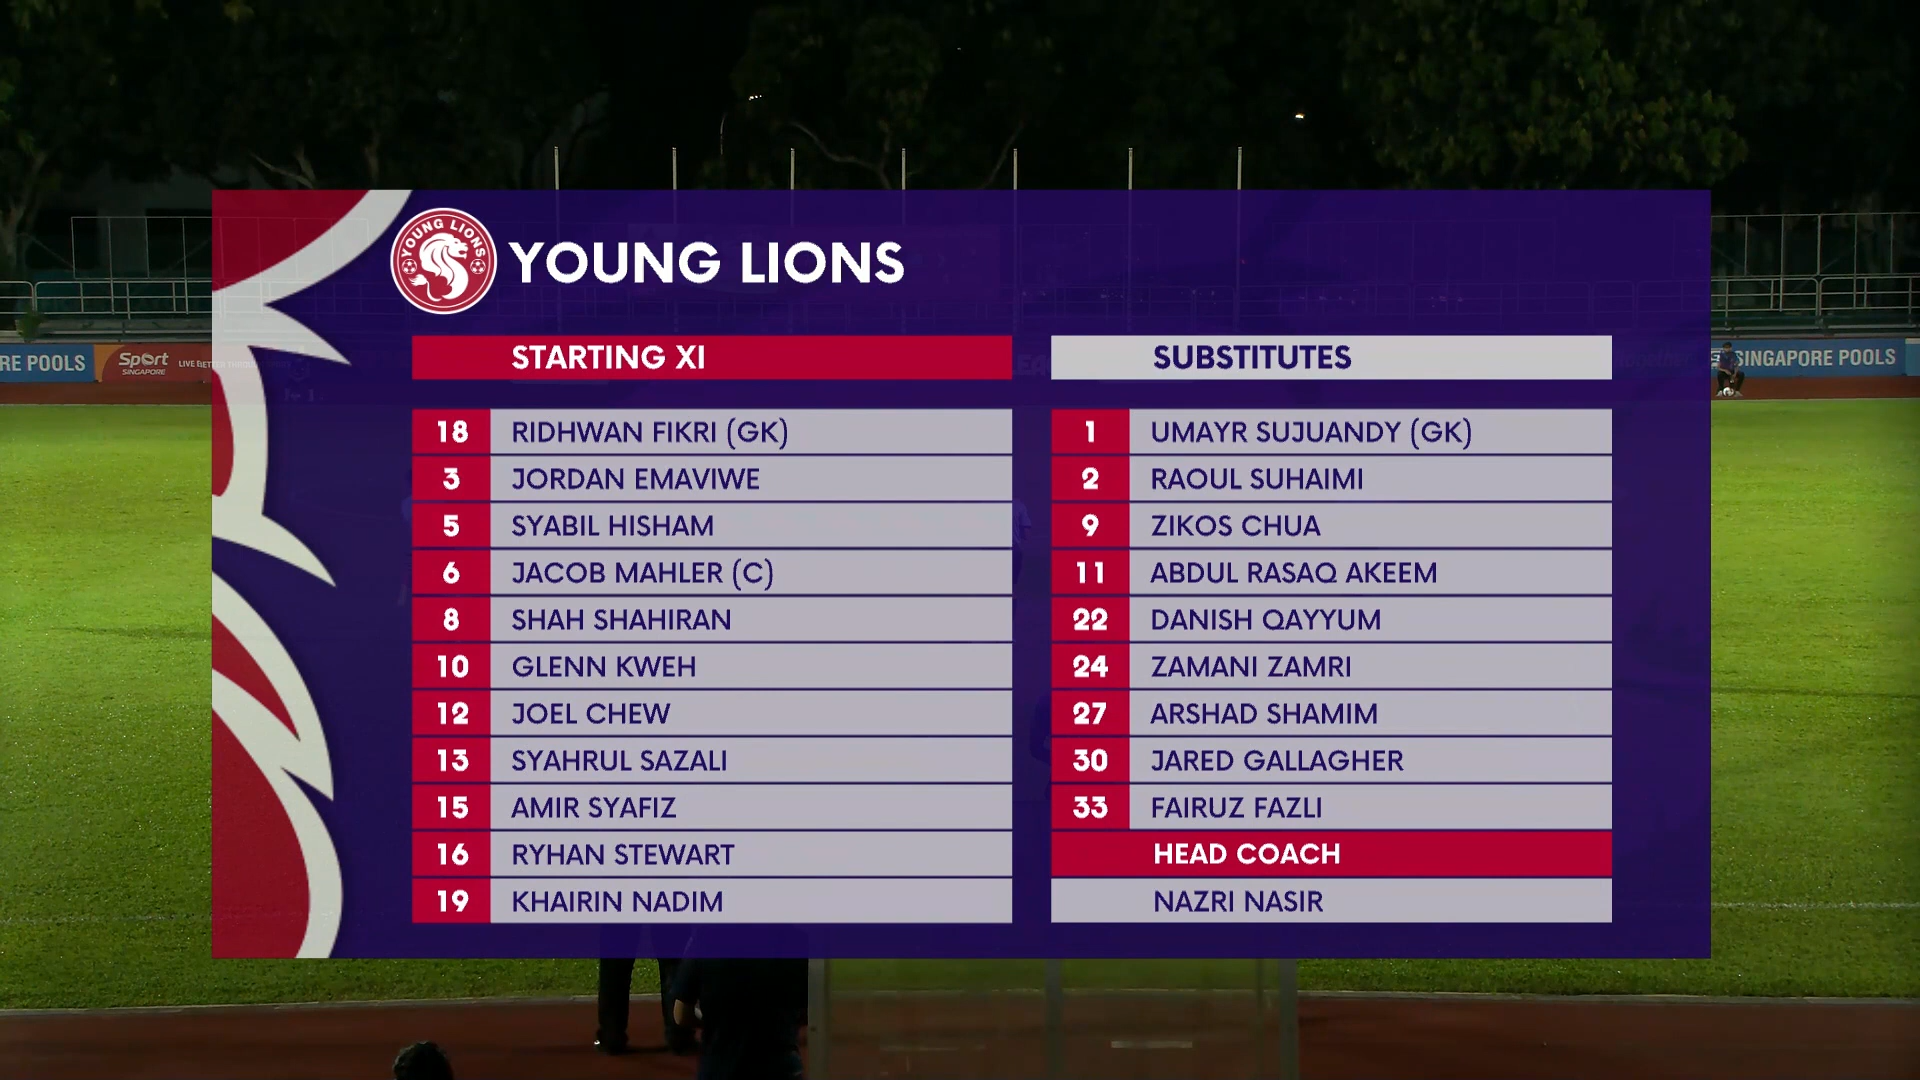 YOUNG LIONS
YOUNG LIONS
STARTING XI
18 RIDHWAN FIKRI (GK)
3 JORDAN EMAVIWE
5 SYABIL HISHAM
6 JACOB MAHLER (C)
8 SHAH SHAHIRAN
10 GLENN KWEH
12 JOEL CHEW
13 SYAHRUL SAZALI
15 AMIR SYAFIZ
16 RYHAN STEWART
19 KHAIRIN NADIM
SUBSTITUTES
1 UMAYR SUJUANDY (GK)
2 RAOUL SUHAIMI
9 ZIKOS CHUA
11 ABDUL RASAQ AKEEM
22 DANISH QAYYUM
24 ZAMANI ZAMRI
27 ARSHAD SHAMIM
30 JARED GALLAGHER
33 FAIRUZ FAZLI
HEAD COACH
NAZRI NASIR
RE POOLS
Sport
SINGAPORE
LIVE BETTER
SINGAPORE POOLS